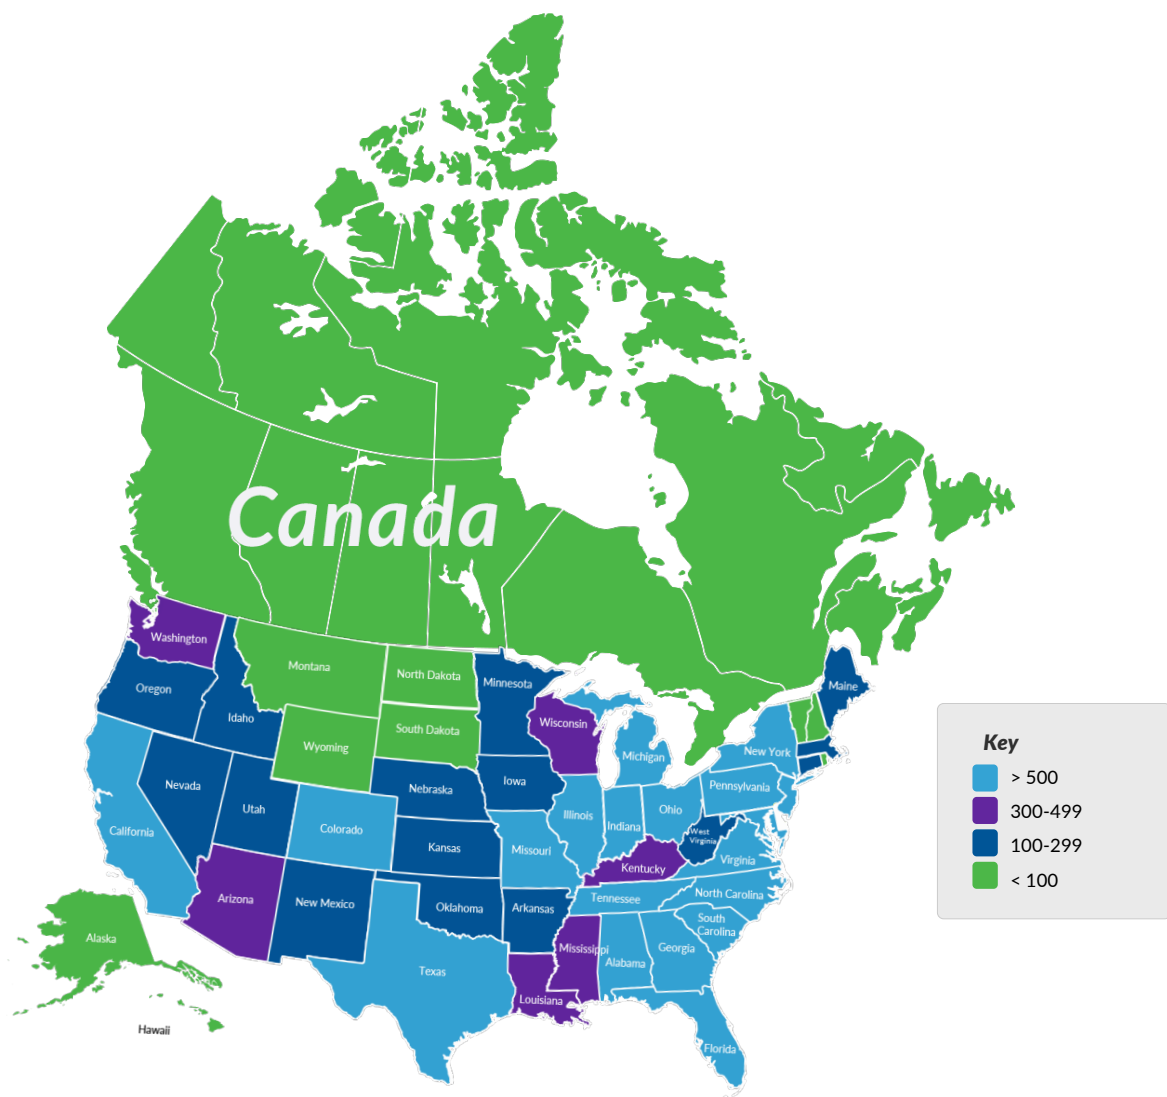 Canada
Washington
Montana
North Dakota
Minnesota
Maine
Oregon
Idaho
Wisconsin
South Dakota
Wyoming
Michigan
New York
Nevada
Utah
Nebraska
Iowa
Pennsylvania
California
Colorado
Kansas
Illinois
Indiana
Ohio
West
Virginia
Missouri
Virginia
Kentucky
Arizona
New Mexico
Oklahoma
Arkansas
Tennessee
North Carolina
South
Carolina
Alaska
Texas
Mississippi
Alabama
Georgia
Louisiana
Hawaii
Florida
Key
> 500
300-499
100-299
< 100